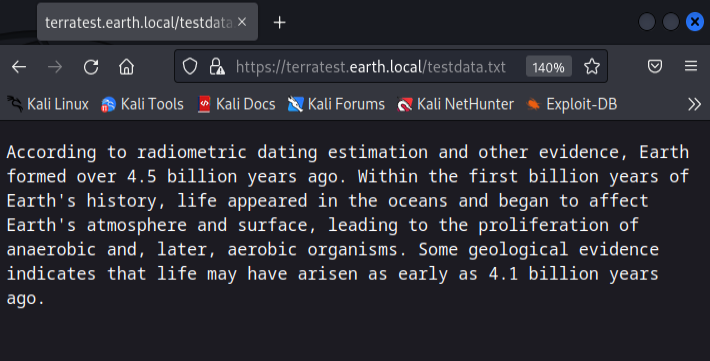 terratest.earth.local/testdata
https://terratest.earth.local/testdata.txt 140%
Kali Linux Kali Tools Kali Docs Kali Forums Kali NetHunter Exploit-DB
According to radiometric dating estimation and other evidence, Earth
formed over 4.5 billion years ago. Within the first billion years of
Earth's history, life appeared in the oceans and began to affect
Earth's atmosphere and surface, leading to the proliferation of
anaerobic and, later, aerobic organisms. Some geological evidence
indicates that life may have arisen as early as 4.1 billion years
ago.